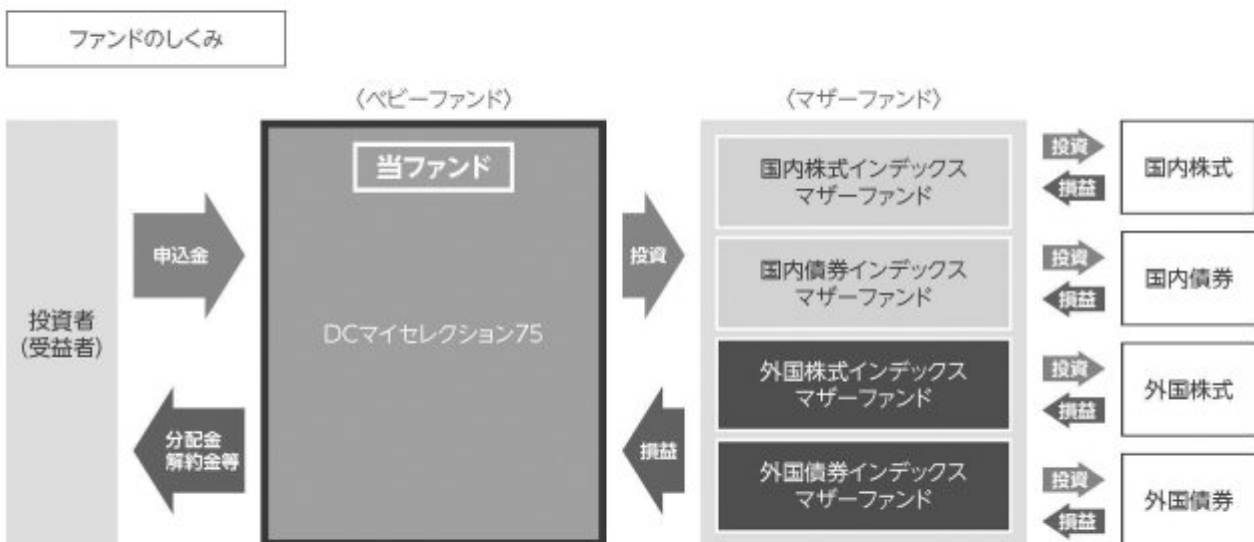 ファンドのしくみ
〈ベビーファンド〉
〈マザーファンド〉
投資者
(受益者)
申込金
分配金
解約金等
当ファンド
DCマイセレクション75
投資
損益
国内株式インデックス
マザーファンド
国内債券インデックス
マザーファンド
外国株式インデックス
マザーファンド
外国債券インデックス
マザーファンド
投資
損益
国内株式
投資
損益
国内債券
投資
損益
外国株式
投資
損益
外国債券